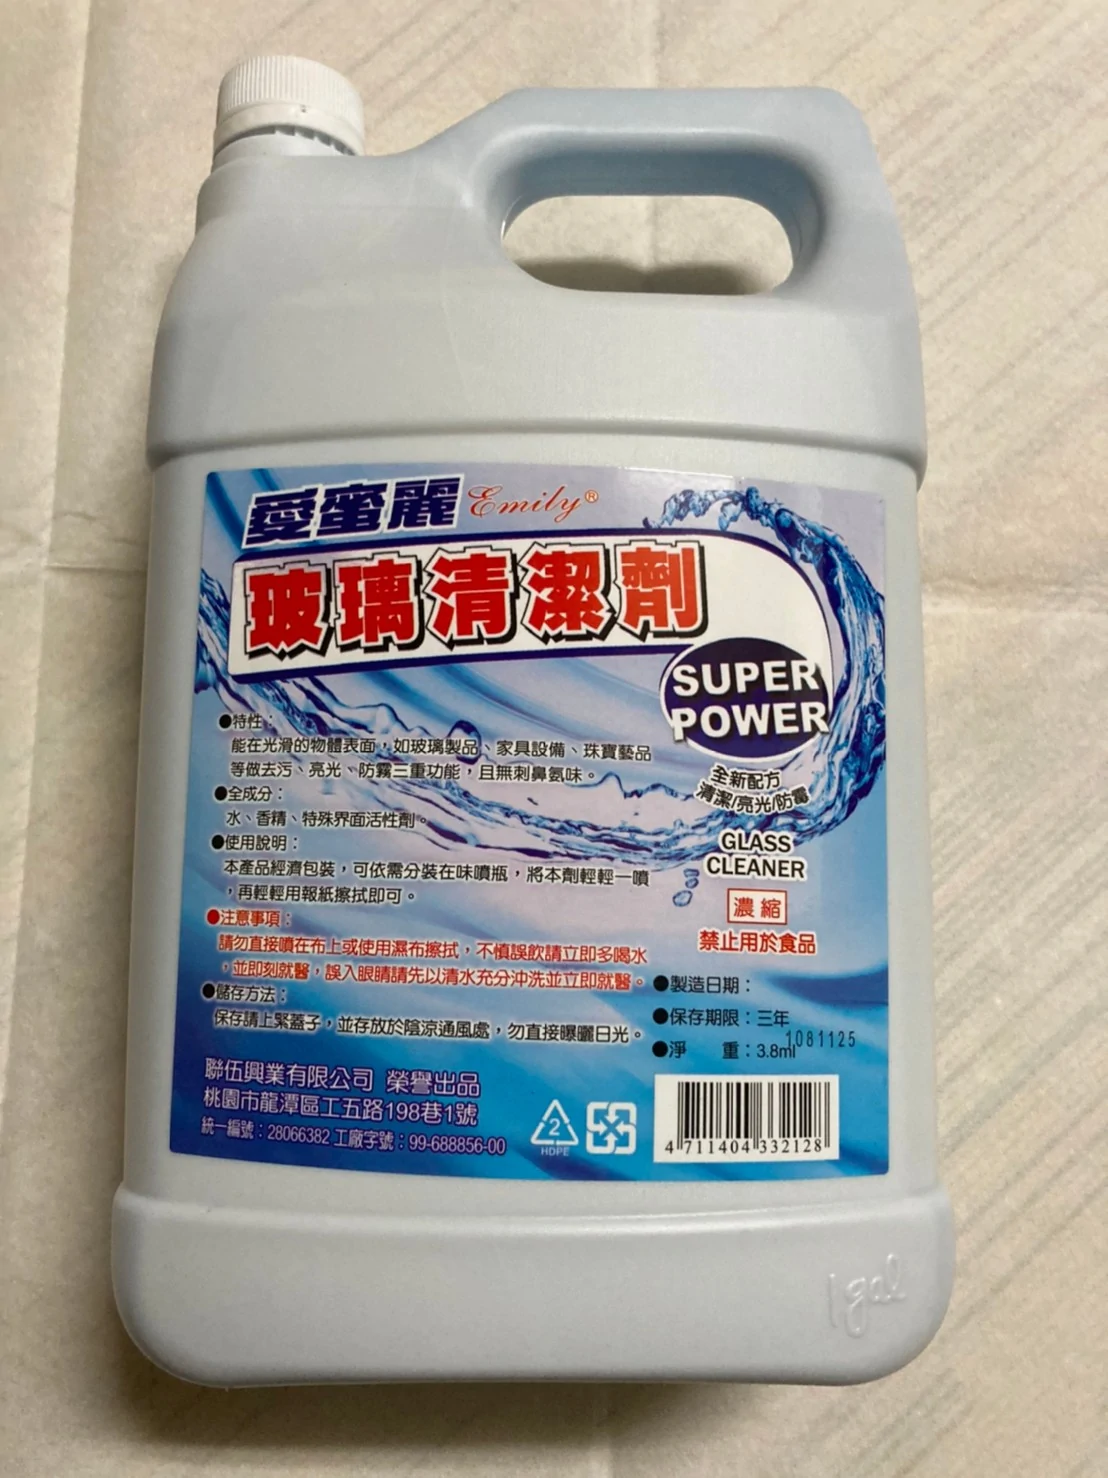 愛蜜麗 Emily®
玻璃清潔劑
SUPER
POWER
全新配方
清潔/亮光/防霉
GLASS
CLEANER
濃縮
禁止用於食品
●特性：
能在光滑的物體表面，如玻璃製品、家具設備、珠寶藝品
等做去污、亮光、防霧三重功能，且無刺鼻氨味。
●全成分：
水、香精、特殊界面活性劑。
●使用說明：
本產品經濟包裝，可依需分裝在味噴瓶，將本劑輕輕一噴
，再輕輕用報紙擦拭即可。
●注意事項：
請勿直接噴在布上或使用濕布擦拭，不慎誤飲請立即多喝水
，並即刻就醫，誤入眼睛請先以清水充分沖洗並立即就醫。
●儲存方法：
保存請上緊蓋子，並存放於陰涼通風處，勿直接曝曬日光。
●製造日期：
●保存期限：三年
1081125
●淨　重：3.8ml
聯伍興業有限公司 榮譽出品
桃園市龍潭區工五路198巷1號
統一編號：28066382 工廠字號：99-688856-00
2
HDPE
4 711404 332128
1 gal